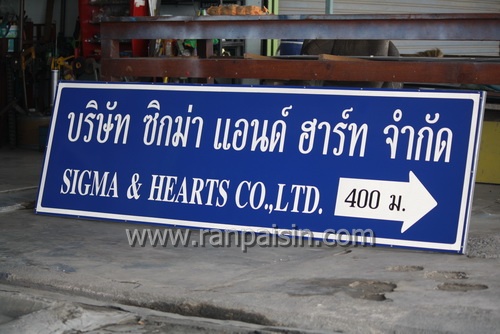 บริษัท ซิกม่า แอนด์ ฮาร์ท จำกัด
SIGMA & HEARTS CO.,LTD. 400 ม.
www.ranpaisin.com